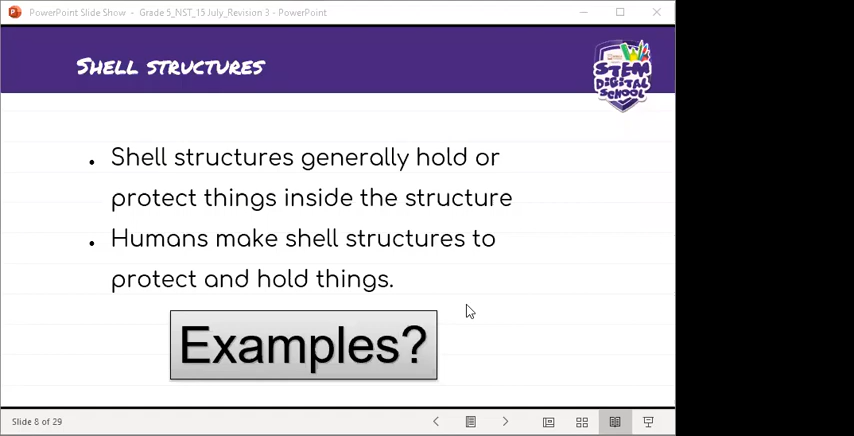 PowerPoint Slide Show - Grade 5_NST_15 July_Revision 3 - PowerPoint
SHELL STRUCTURES
STEM
DIGITAL
SCHOOL
• Shell structures generally hold or
protect things inside the structure
• Humans make shell structures to
protect and hold things.
Examples?
Slide 8 of 29